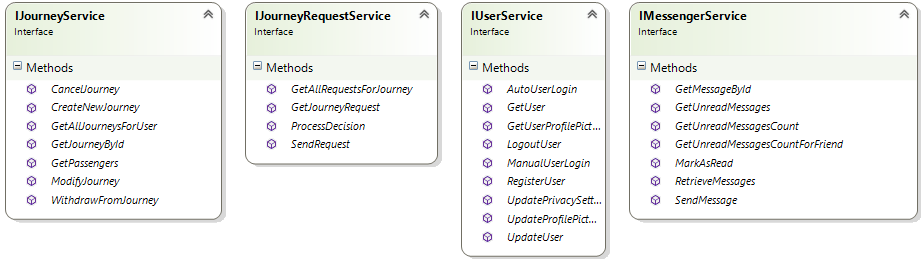 IJourneyService
Interface
Methods
CancelJourney
CreateNewJourney
GetAllJourneysForUser
GetJourneyById
GetPassengers
ModifyJourney
WithdrawFromJourney
IJourneyRequestService
Interface
Methods
GetAllRequestsForJourney
GetJourneyRequest
ProcessDecision
SendRequest
IUserService
Interface
Methods
AutoUserLogin
GetUser
GetUserProfilePict...
LogoutUser
ManualUserLogin
RegisterUser
UpdatePrivacySett...
UpdateProfilePict...
UpdateUser
IMessengerService
Interface
Methods
GetMessageById
GetUnreadMessages
GetUnreadMessagesCount
GetUnreadMessagesCountForFriend
MarkAsRead
RetrieveMessages
SendMessage